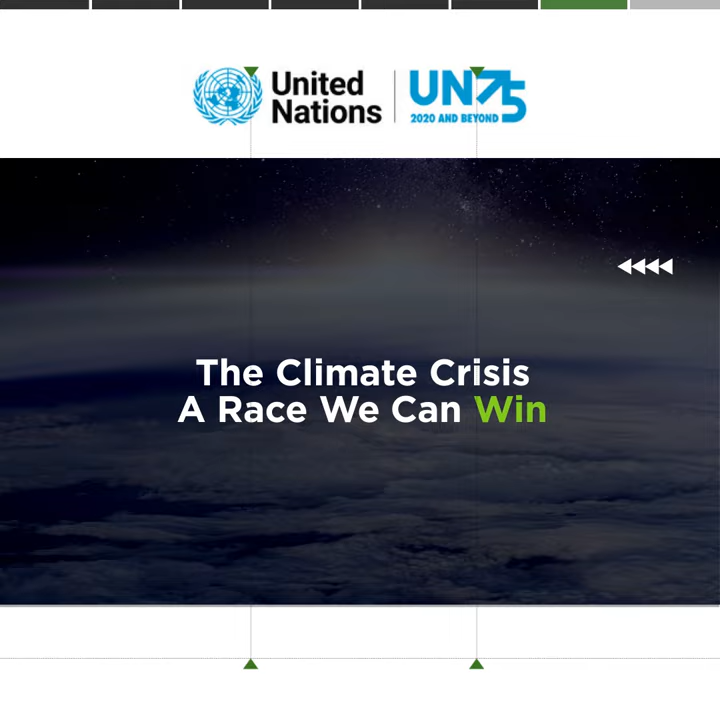 United
Nations
UN75
2020 AND BEYOND
The Climate Crisis
A Race We Can Win